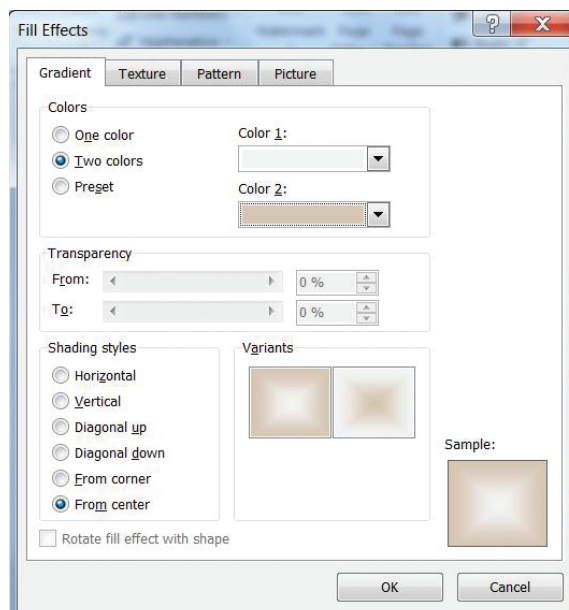 Fill Effects
Gradient Texture Pattern Picture
Colors
One color
Two colors
Preset
Color 1:
Color 2:
Transparency
From: 0 %
To: 0 %
Shading styles
Horizontal
Vertical
Diagonal up
Diagonal down
From corner
From center
Variants
Sample:
Rotate fill effect with shape
OK Cancel